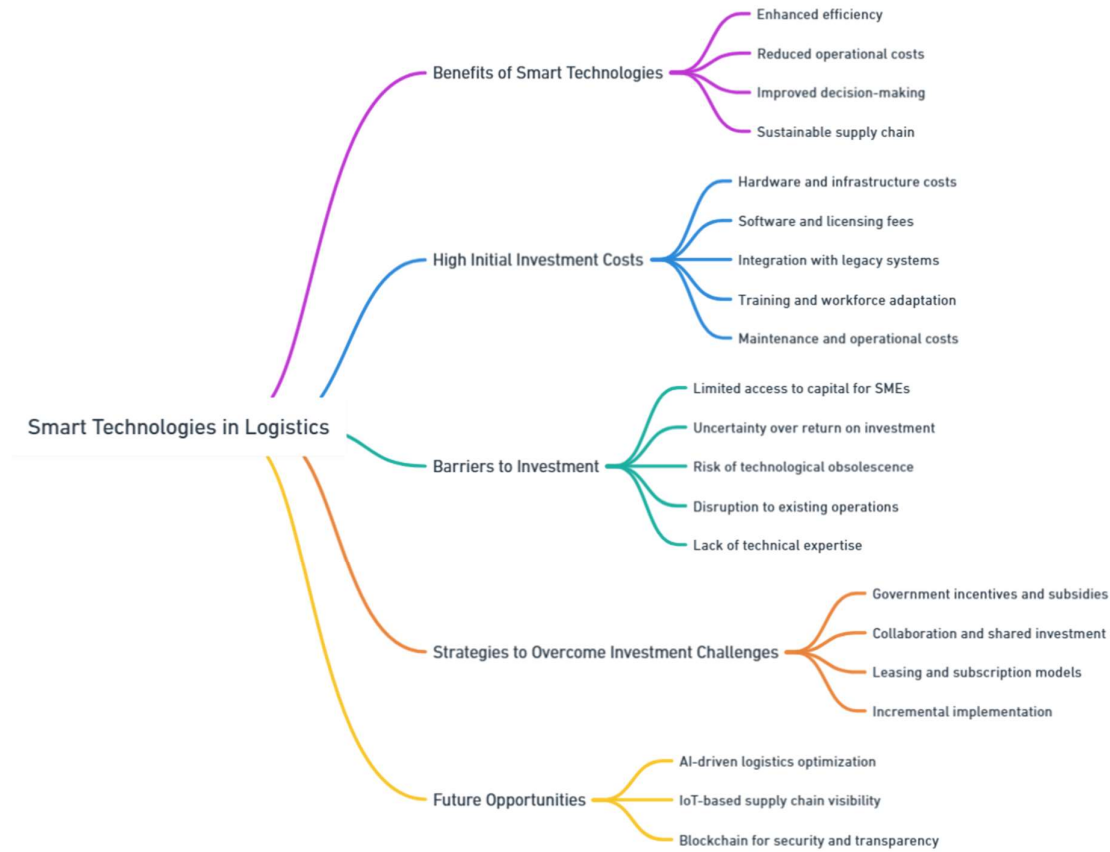 Smart Technologies in Logistics
Benefits of Smart Technologies
Enhanced efficiency
Reduced operational costs
Improved decision-making
Sustainable supply chain
High Initial Investment Costs
Hardware and infrastructure costs
Software and licensing fees
Integration with legacy systems
Training and workforce adaptation
Maintenance and operational costs
Barriers to Investment
Limited access to capital for SMEs
Uncertainty over return on investment
Risk of technological obsolescence
Disruption to existing operations
Lack of technical expertise
Strategies to Overcome Investment Challenges
Government incentives and subsidies
Collaboration and shared investment
Leasing and subscription models
Incremental implementation
Future Opportunities
AI-driven logistics optimization
IoT-based supply chain visibility
Blockchain for security and transparency